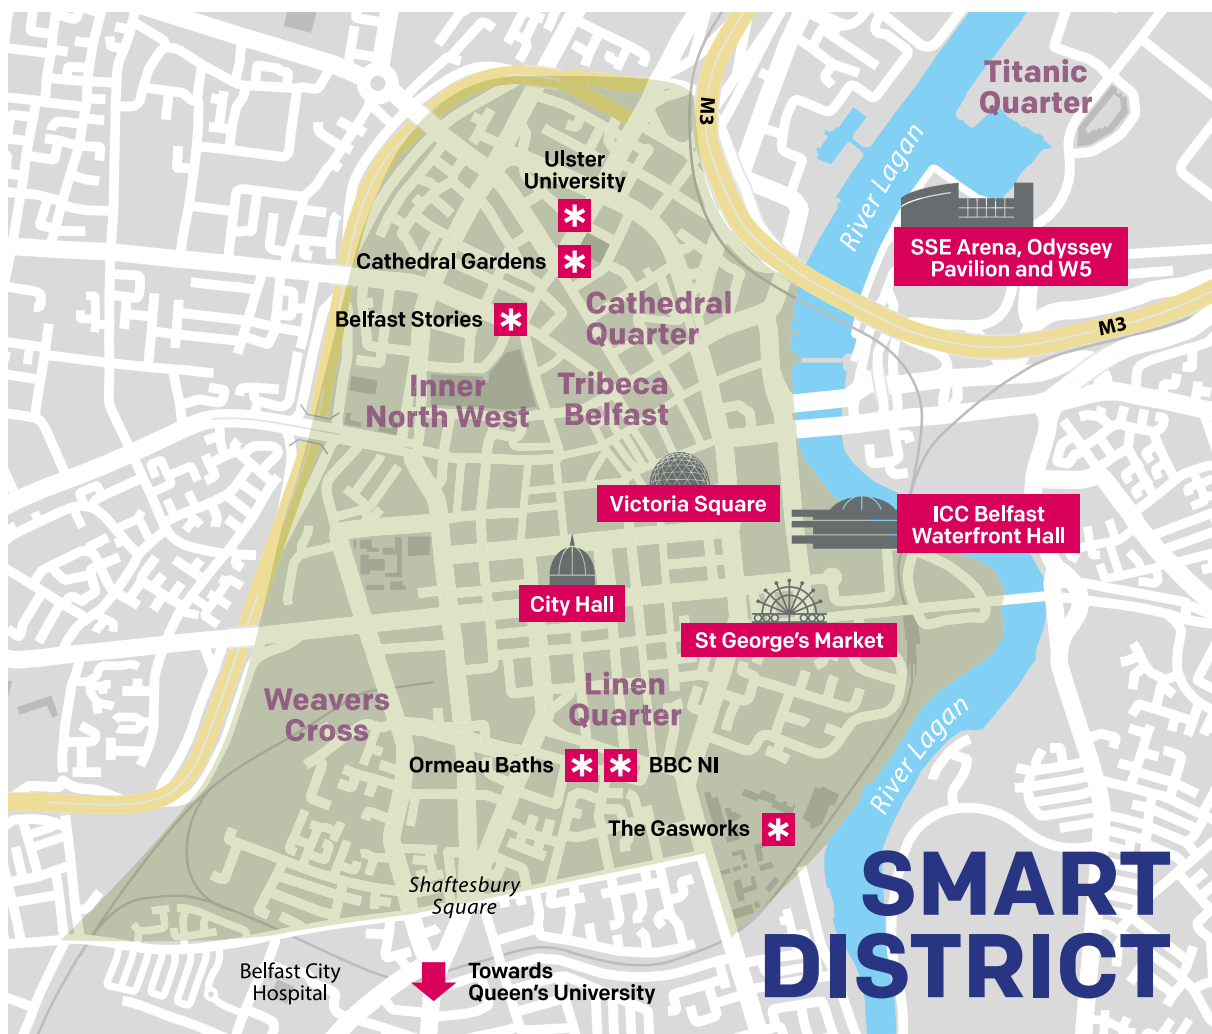 Titanic
Quarter
M3
River Lagan
Ulster
University
SSE Arena, Odyssey
Pavilion and W5
Cathedral Gardens
Cathedral
Quarter
Belfast Stories
M3
Inner
North West
Tribeca
Belfast
Victoria Square
ICC Belfast
Waterfront Hall
City Hall
St George’s Market
Weavers
Cross
Linen
Quarter
River Lagan
Ormeau Baths
BBC NI
The Gasworks
Shaftesbury
Square
SMART
DISTRICT
Belfast City
Hospital
Towards
Queen’s University